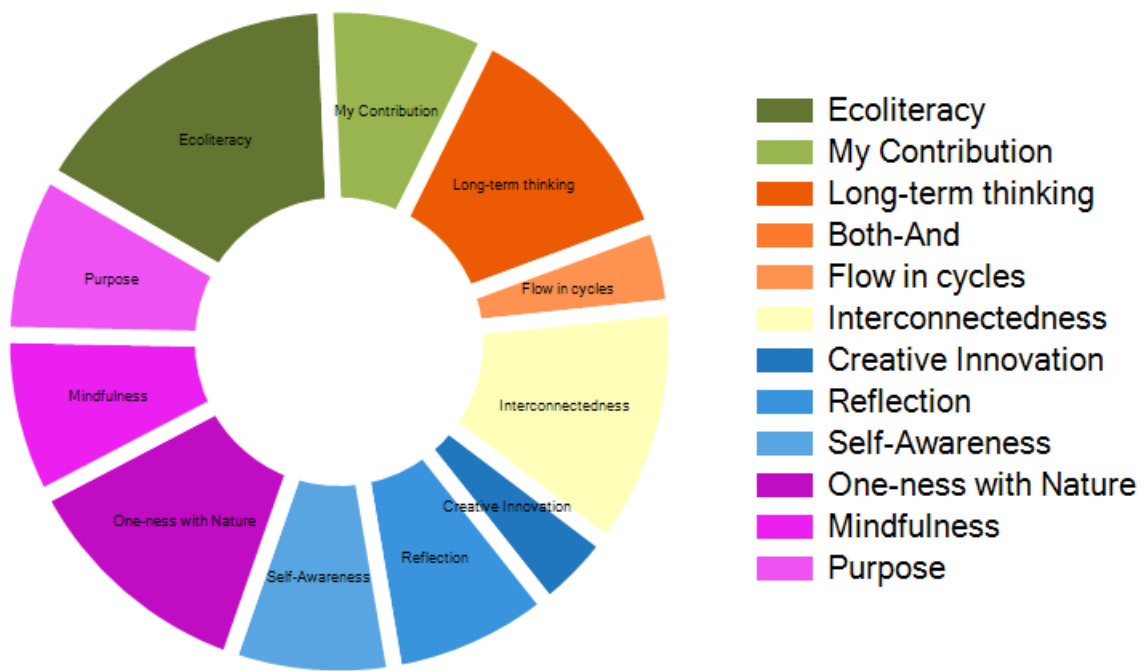 My Contribution
Ecoliteracy
Long-term thinking
Purpose
Flow in cycles
Mindfulness
Interconnectedness
Creative Innovation
One-ness with Nature
Reflection
Self-Awareness
Ecoliteracy
My Contribution
Long-term thinking
Both-And
Flow in cycles
Interconnectedness
Creative Innovation
Reflection
Self-Awareness
One-ness with Nature
Mindfulness
Purpose